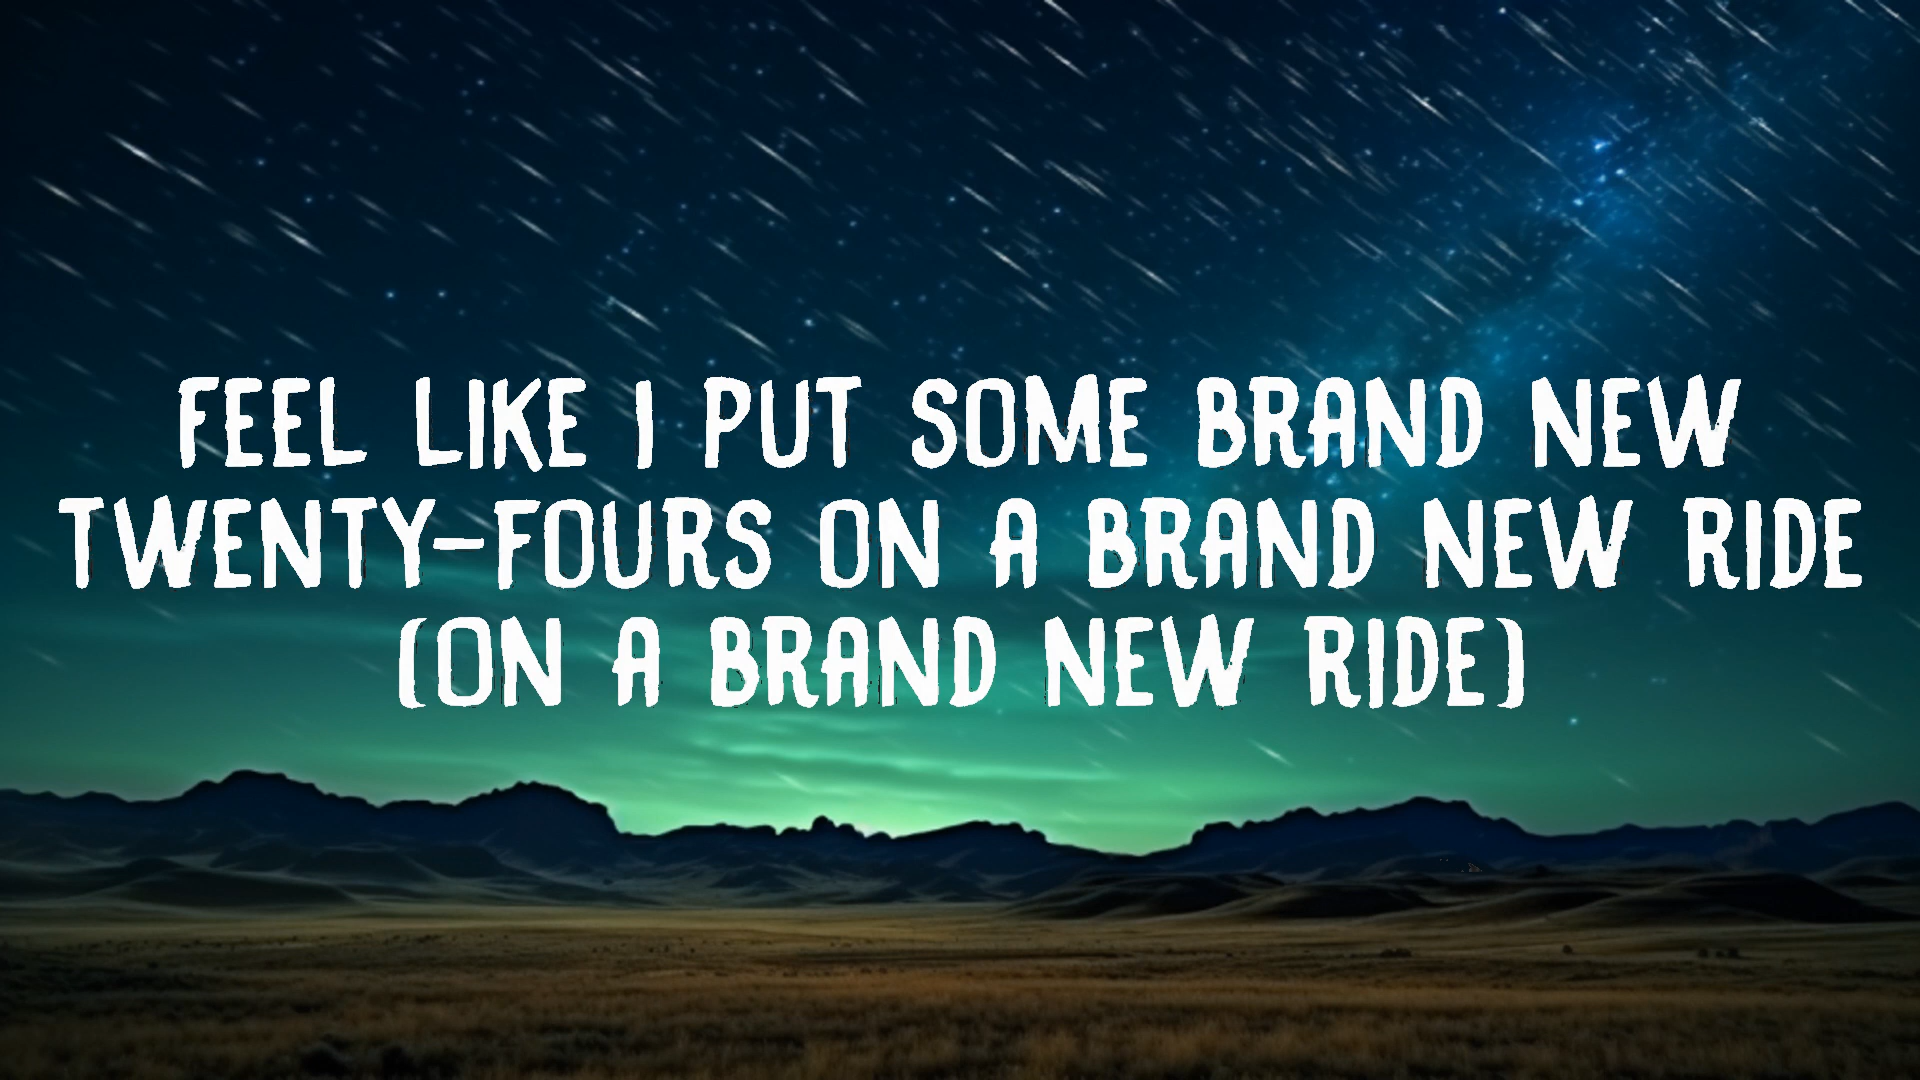 FEEL LIKE I PUT SOME BRAND NEW
TWENTY-FOURS ON A BRAND NEW RIDE
(ON A BRAND NEW RIDE)